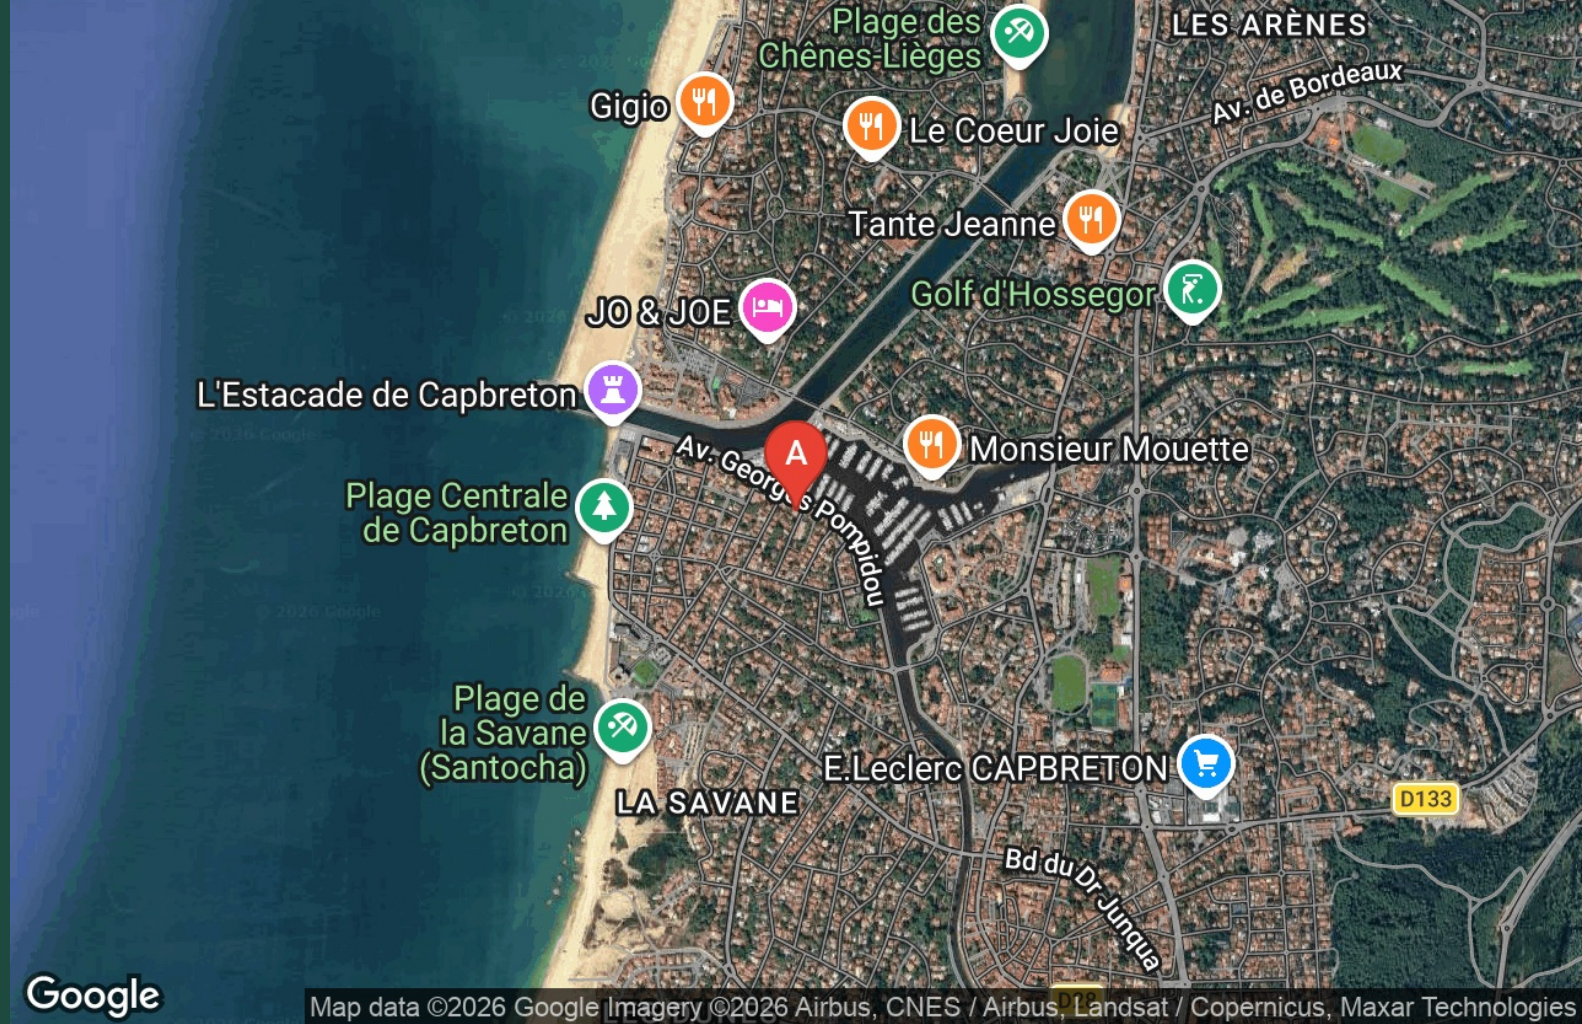 Plage des
Chênes-Lièges
LES ARÈNES
Av. de Bordeaux
Gigio
Le Coeur Joie
Tante Jeanne
Golf d'Hossegor
JO & JOE
L'Estacade de Capbreton
A
Av. Georges Pompidou
Monsieur Mouette
Plage Centrale
de Capbreton
© 2026 Google
Plage de
la Savane
(Santocha)
E.Leclerc CAPBRETON
LA SAVANE
D133
Bd du Dr Junqua
D28
Google
Map data ©2026 Google Imagery ©2026 Airbus, CNES / Airbus, Landsat / Copernicus, Maxar Technologies